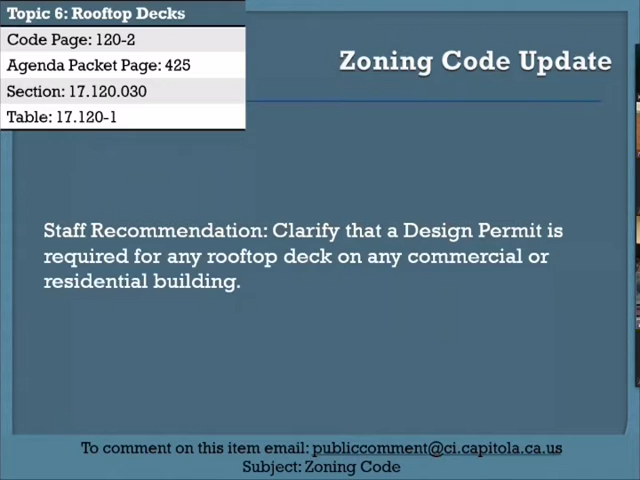 Topic 6: Rooftop Decks
Code Page: 120-2
Agenda Packet Page: 425
Section: 17.120.030
Table: 17.120-1
Zoning Code Update
Staff Recommendation: Clarify that a Design Permit is
required for any rooftop deck on any commercial or
residential building.
To comment on this item email: publiccomment@ci.capitola.ca.us
Subject: Zoning Code